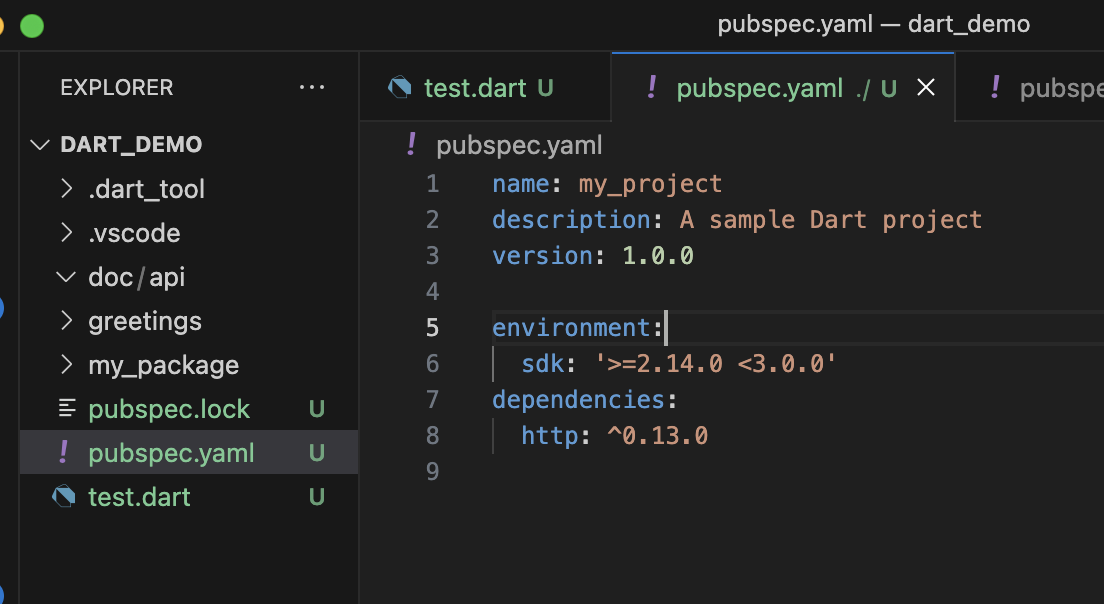 pubspec.yaml — dart_demo
EXPLORER ...
DART_DEMO
.dart_tool
.vscode
doc/api
greetings
my_package
pubspec.lock U
pubspec.yaml U
test.dart U
test.dart U
pubspec.yaml ./ U
pubspe
pubspec.yaml
1 name: my_project
2 description: A sample Dart project
3 version: 1.0.0
4
5 environment:
6 sdk: '>=2.14.0 <3.0.0'
7 dependencies:
8 http: ^0.13.0
9